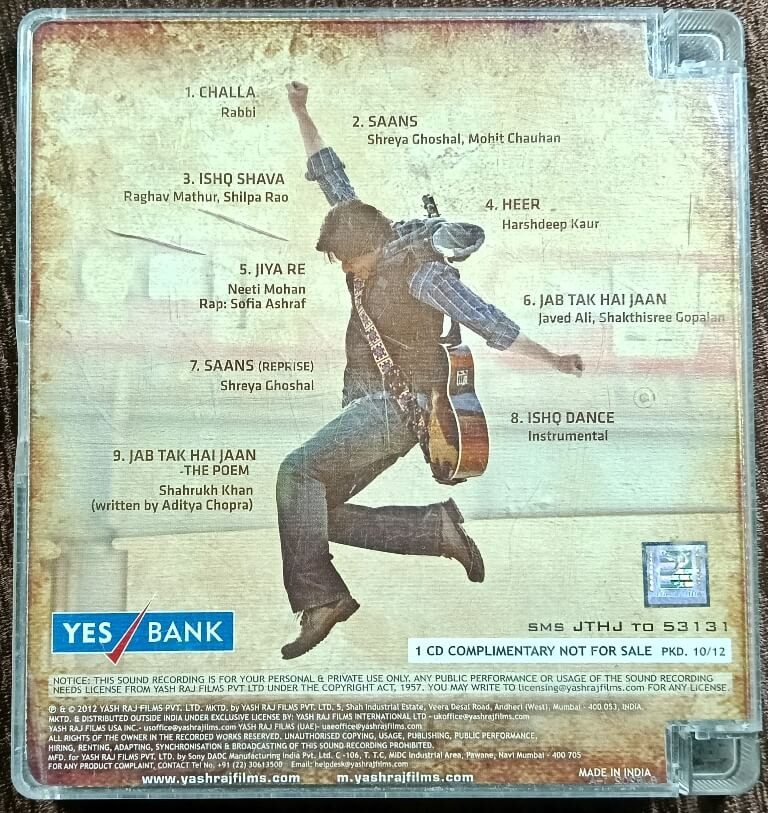 1. CHALLA
Rabbi
2. SAANS
Shreya Ghoshal, Mohit Chauhan
3. ISHQ SHAVA
Raghav Mathur, Shilpa Rao
4. HEER
Harshdeep Kaur
5. JIYA RE
Neeti Mohan
Rap: Sofia Ashraf
6. JAB TAK HAI JAAN
Javed Ali, Shakthisree Gopalan
7. SAANS (REPRISE)
Shreya Ghoshal
8. ISHQ DANCE
Instrumental
9. JAB TAK HAI JAAN
-THE POEM
Shahrukh Khan
(written by Aditya Chopra)
YES BANK
SMS JTHJ TO 53131
1 CD COMPLIMENTARY NOT FOR SALE PKD. 10/12
NOTICE: THIS SOUND RECORDING IS FOR YOUR PERSONAL & PRIVATE USE ONLY. ANY PUBLIC PERFORMANCE OR USAGE OF THE SOUND RECORDING
NEEDS LICENSE FROM YASH RAJ FILMS PVT LTD UNDER THE COPYRIGHT ACT, 1957. YOU MAY WRITE TO licensing@yashrajfilms.com FOR ANY LICENSE.
℗ & © 2012 YASH RAJ FILMS PVT. LTD. MKTD. by YASH RAJ FILMS PVT. LTD. 5, Shah Industrial Estate, Veera Desai Road, Andheri (West), Mumbai - 400 053, INDIA.
MKTD. & DISTRIBUTED OUTSIDE INDIA UNDER EXCLUSIVE LICENSE BY: YASH RAJ FILMS INTERNATIONAL LTD - ukoffice@yashrajfilms.com
YASH RAJ FILMS USA INC.- usoffice@yashrajfilms.com YASH RAJ FILMS (UAE)- uaeoffice@yashrajfilms.com
ALL RIGHTS OF THE OWNER IN THE RECORDED WORKS RESERVED. UNAUTHORISED COPYING, USAGE, PUBLISHING, PUBLIC PERFORMANCE,
HIRING, RENTING, ADAPTING, SYNCHRONISATION & BROADCASTING OF THIS SOUND RECORDING PROHIBITED.
MFD. for YASH RAJ FILMS PVT. LTD. by Sony DADC Manufacturing India Pvt. Ltd. C-106, T. T.C, MIDC Industrial Area, Pawane, Navi Mumbai - 400 705
FOR ANY PRODUCT COMPLAINT, CONTACT Tel No. +91 (22) 30613500 Email: helpdesk@yashrajfilms.com
www.yashrajfilms.com m.yashrajfilms.com
MADE IN INDIA